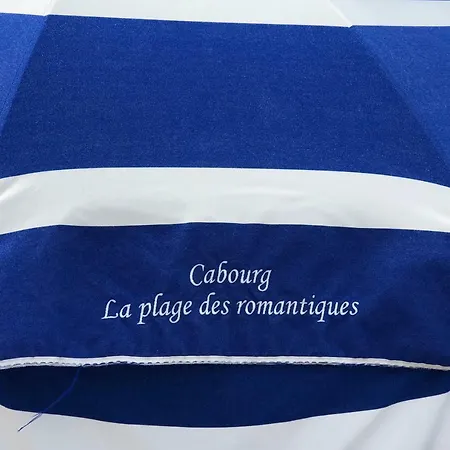 Cabourg
La plage des romantiques